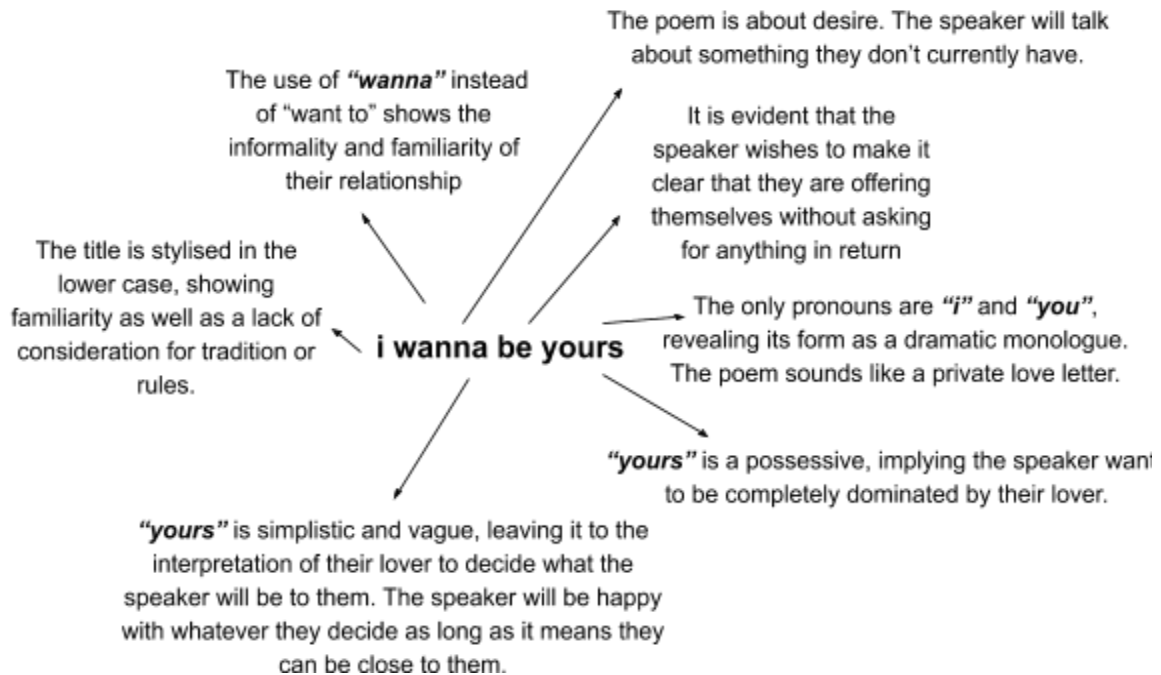 The poem is about desire. The speaker will talk
about something they don’t currently have.
The use of “wanna” instead
of “want to” shows the
informality and familiarity of
their relationship
It is evident that the
speaker wishes to make it
clear that they are offering
themselves without asking
for anything in return
The title is stylised in the
lower case, showing
familiarity as well as a lack of
consideration for tradition or
rules.
i wanna be yours
The only pronouns are “i” and “you”,
revealing its form as a dramatic monologue.
The poem sounds like a private love letter.
“yours” is a possessive, implying the speaker want
to be completely dominated by their lover.
“yours” is simplistic and vague, leaving it to the
interpretation of their lover to decide what the
speaker will be to them. The speaker will be happy
with whatever they decide as long as it means they
can be close to them.